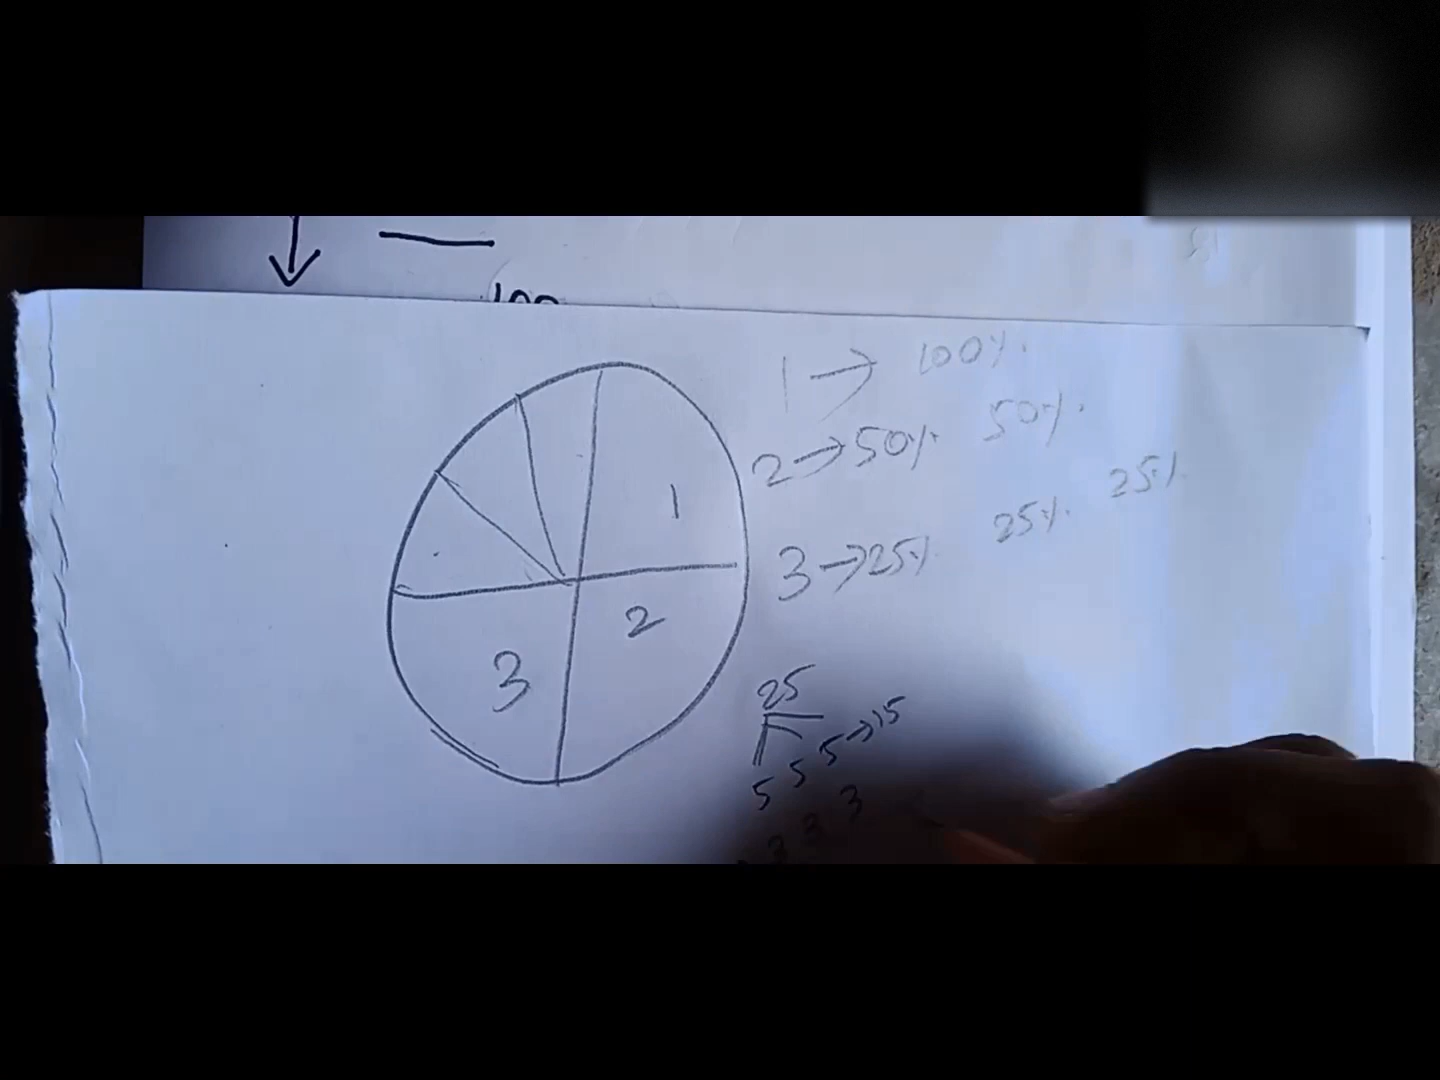 100
1 → 100%.
2 → 50% 50%.
3 → 25% 25%. 25%.
1
2
3
25
5 5 5 → 15
3 3 3